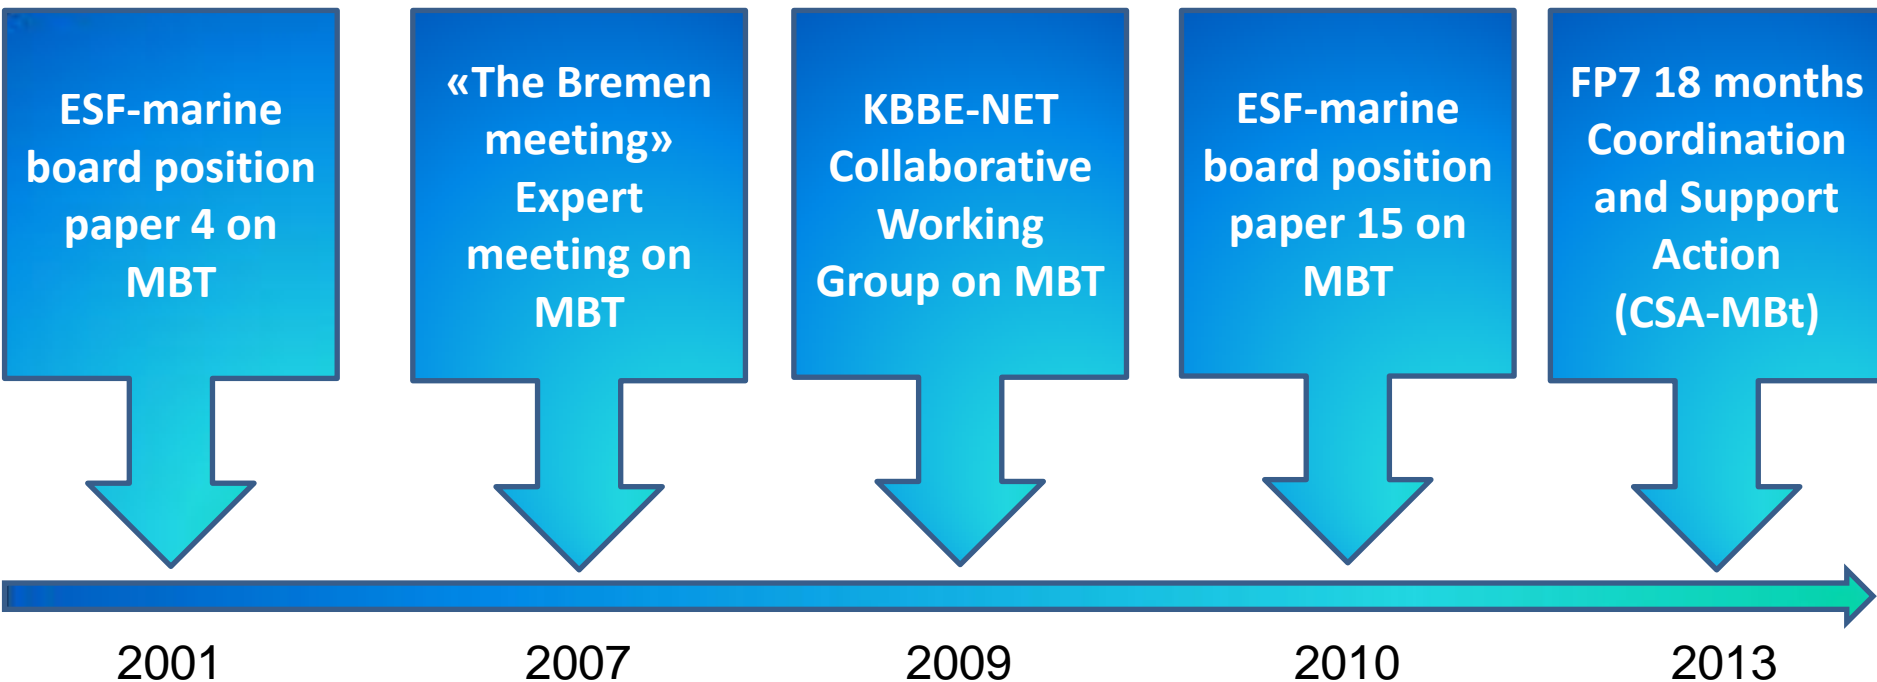 ESF-marine
board position
paper 4 on
MBT
«The Bremen
meeting»
Expert
meeting on
MBT
KBBE-NET
Collaborative
Working
Group on MBT
ESF-marine
board position
paper 15 on
MBT
FP7 18 months
Coordination
and Support
Action
(CSA-MBt)
2001
2007
2009
2010
2013